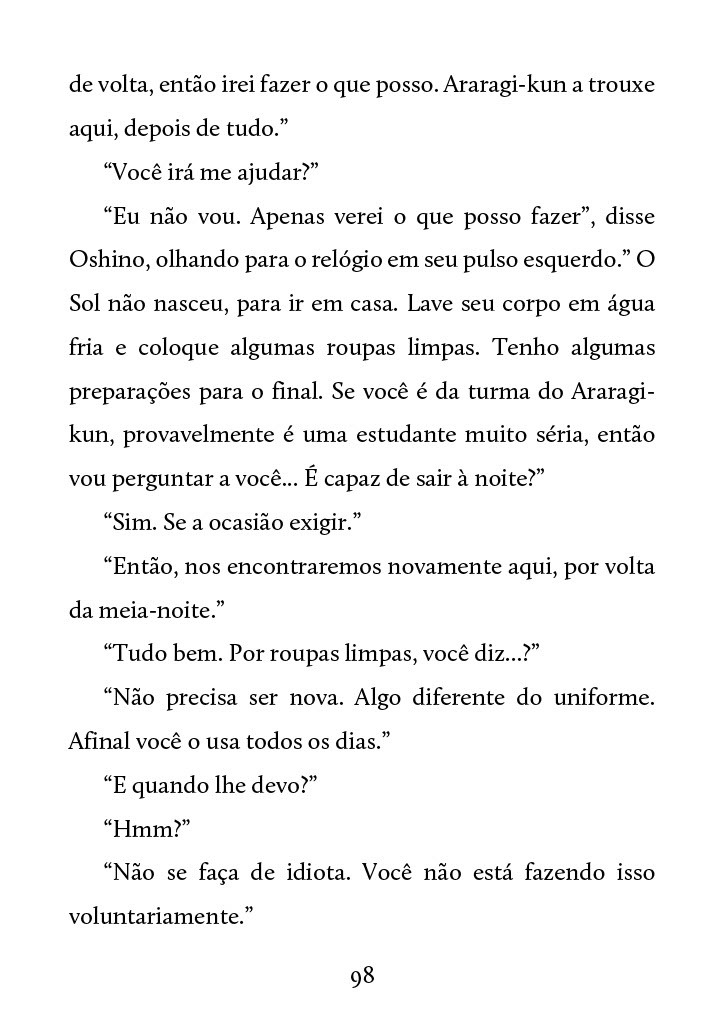 de volta, então irei fazer o que posso. Araragi-kun a trouxe
aqui, depois de tudo.”
“Você irá me ajudar?”
“Eu não vou. Apenas verei o que posso fazer”, disse
Oshino, olhando para o relógio em seu pulso esquerdo.” O
Sol não nasceu, para ir em casa. Lave seu corpo em água
fria e coloque algumas roupas limpas. Tenho algumas
preparações para o final. Se você é da turma do Araragi-
kun, provavelmente é uma estudante muito séria, então
vou perguntar a você... É capaz de sair à noite?”
“Sim. Se a ocasião exigir.”
“Então, nos encontraremos novamente aqui, por volta
da meia-noite.”
“Tudo bem. Por roupas limpas, você diz...?”
“Não precisa ser nova. Algo diferente do uniforme.
Afinal você o usa todos os dias.”
“E quando lhe devo?”
“Hmm?”
“Não se faça de idiota. Você não está fazendo isso
voluntariamente.”
98